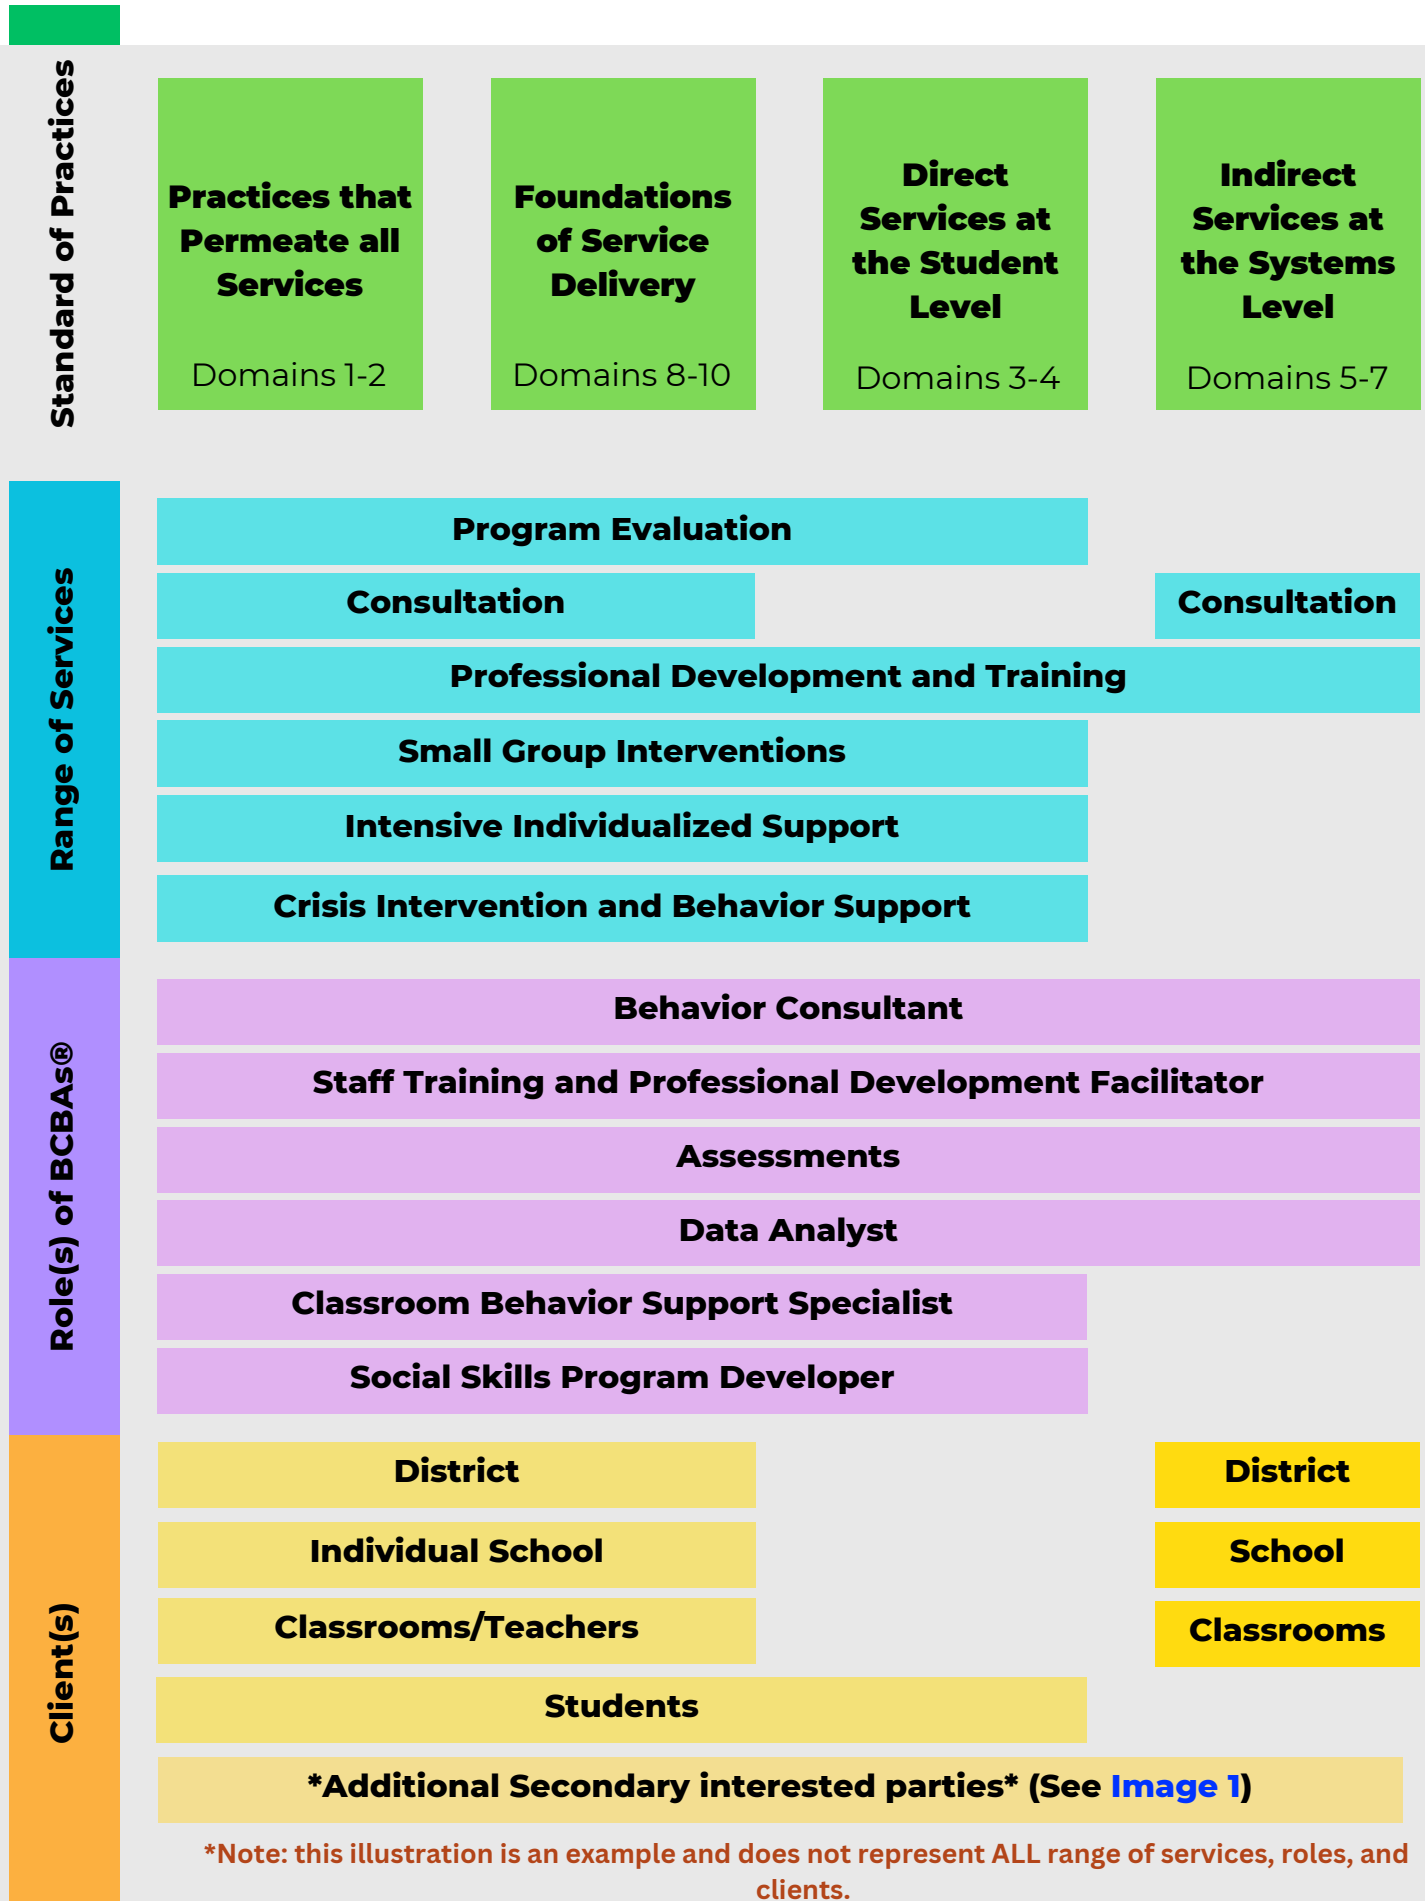 Standard of Practices
Practices that
Permeate all
Services
Domains 1-2
Foundations
of Service
Delivery
Domains 8-10
Direct
Services at
the Student
Level
Domains 3-4
Indirect
Services at
the Systems
Level
Domains 5-7
Range of Services
Program Evaluation
Consultation
Consultation
Professional Development and Training
Small Group Interventions
Intensive Individualized Support
Crisis Intervention and Behavior Support
Role(s) of BCBAs®
Behavior Consultant
Staff Training and Professional Development Facilitator
Assessments
Data Analyst
Classroom Behavior Support Specialist
Social Skills Program Developer
Client(s)
District
District
Individual School
School
Classrooms/Teachers
Classrooms
Students
*Additional Secondary interested parties* (See Image 1)
*Note: this illustration is an example and does not represent ALL range of services, roles, and
clients.